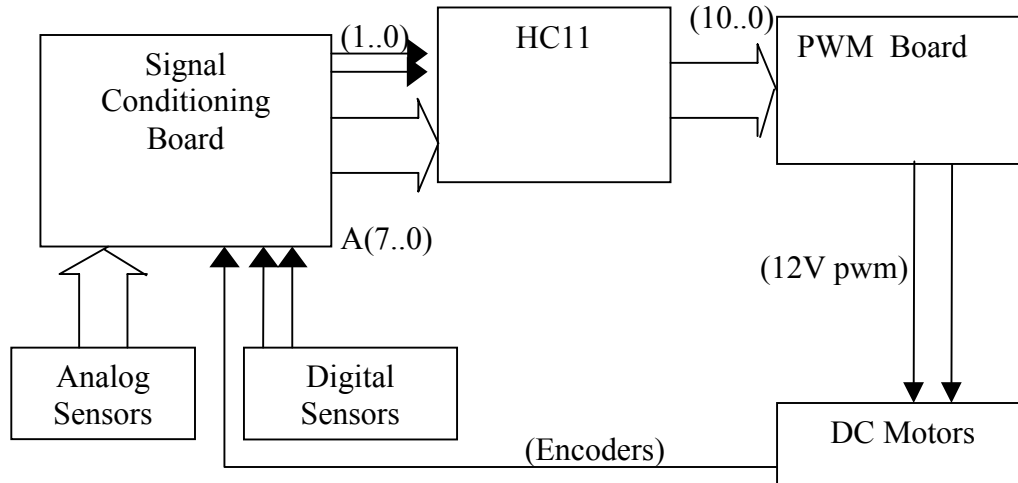 (1..0)
HC11
(10..0)
PWM Board
Signal
Conditioning
Board
A(7..0)
(12V pwm)
Analog
Sensors
Digital
Sensors
(Encoders)
DC Motors